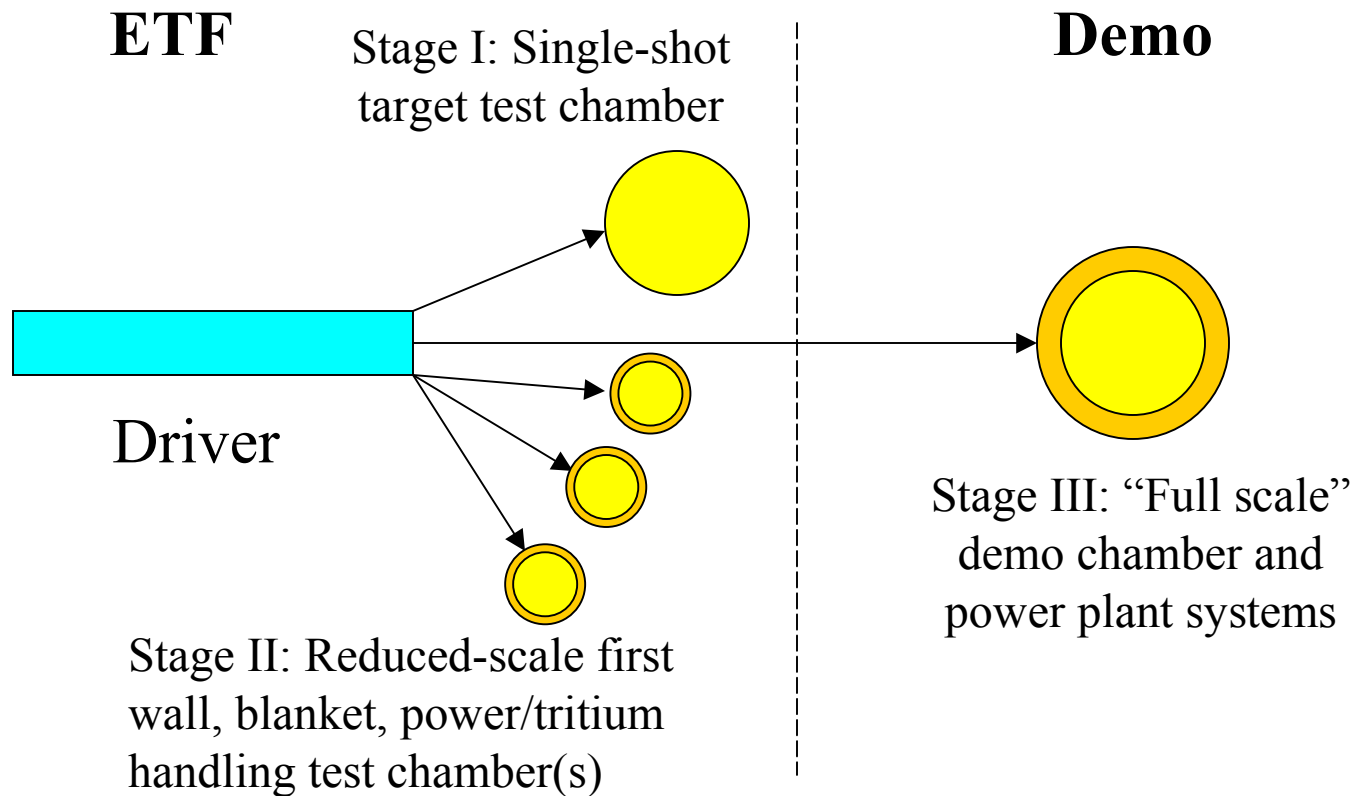 ETF
Stage I: Single-shot
target test chamber
Demo
Driver
Stage II: Reduced-scale first
wall, blanket, power/tritium
handling test chamber(s)
Stage III: “Full scale”
demo chamber and
power plant systems